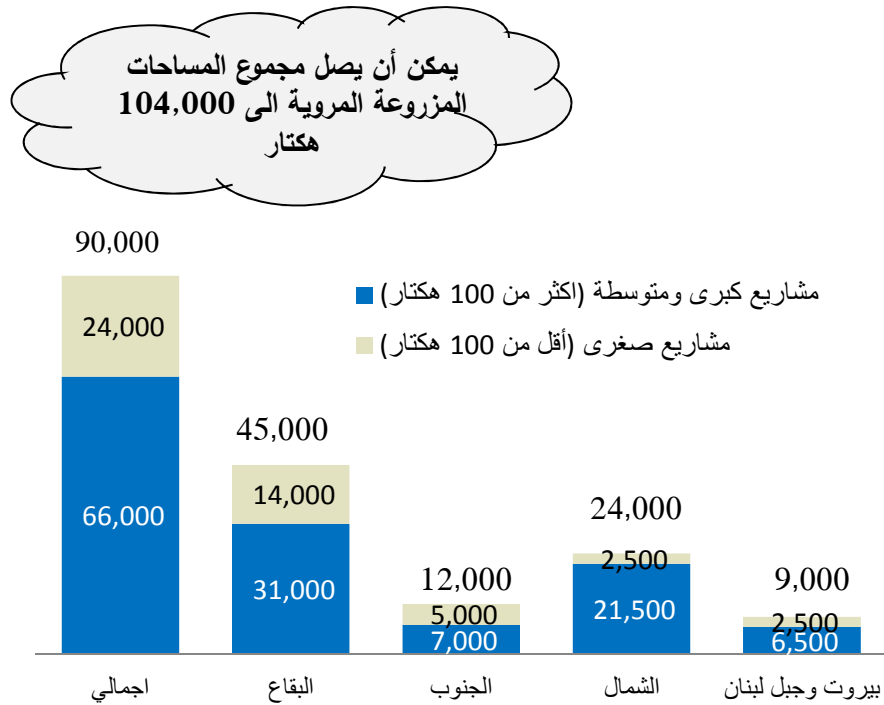 يمكن أن يصل مجموع المساحات
المزروعة المروية الى 104,000
هكتار
90,000
مشاريع كبرى ومتوسطة (اكثر من 100 هكتار)
24,000
مشاريع صغرى (أقل من 100 هكتار)
45,000
14,000
66,000
24,000
2,500
31,000
12,000
9,000
5,000
21,500
2,500
7,000
6,500
اجمالي
البقاع
الجنوب
الشمال
بيروت وجبل لبنان